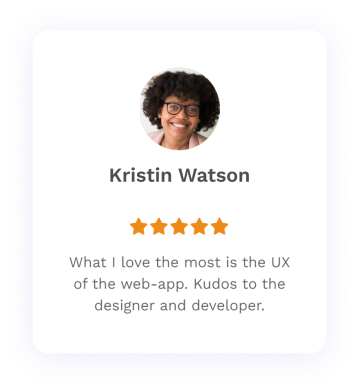 Kristin Watson
What I love the most is the UX
of the web-app. Kudos to the
designer and developer.